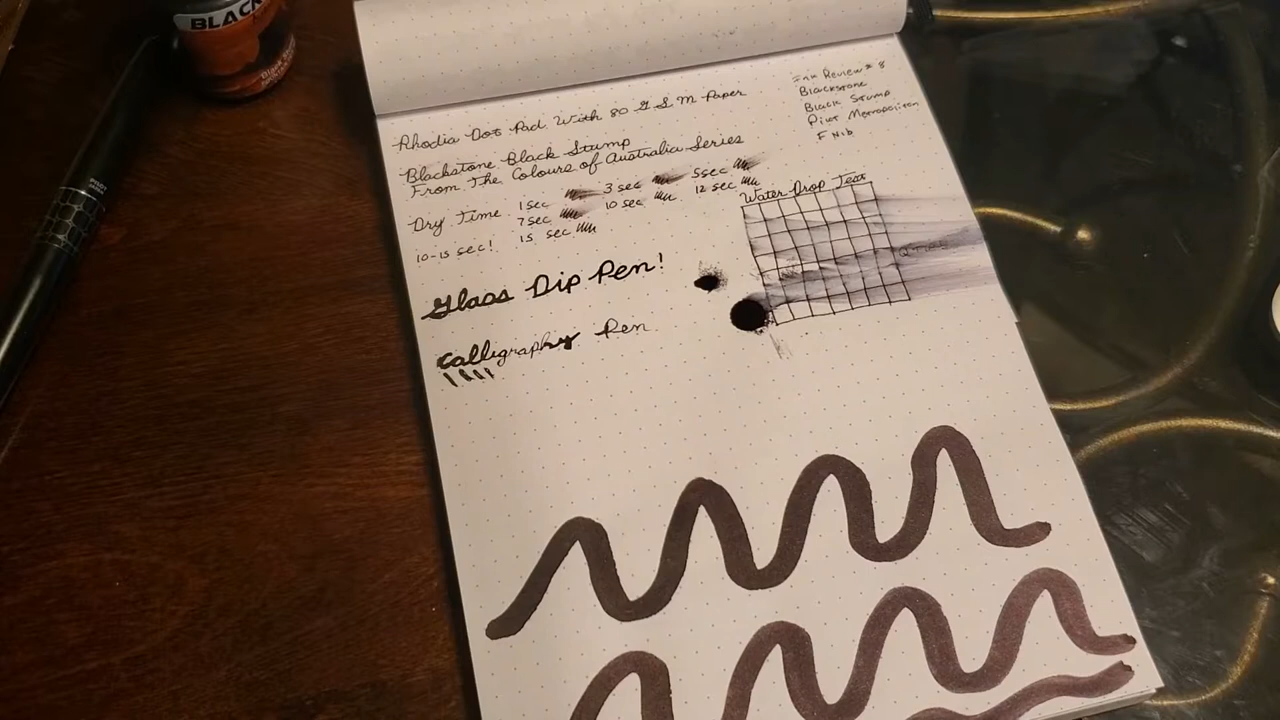 BLACK
Rhodia Dot Pad With 80 G S M Paper
Ink Review # 8
Blackstone
Black Stump
Pilot Metropolitan
F Nib
Blackstone Black Stump
From The Colours of Australia Series
Dry Time 1 sec 3 sec 5 sec
7 sec 10 sec 12 sec
10-15 sec! 15 sec
Water Drop Test
Glass Dip Pen!
Calligraphy Pen